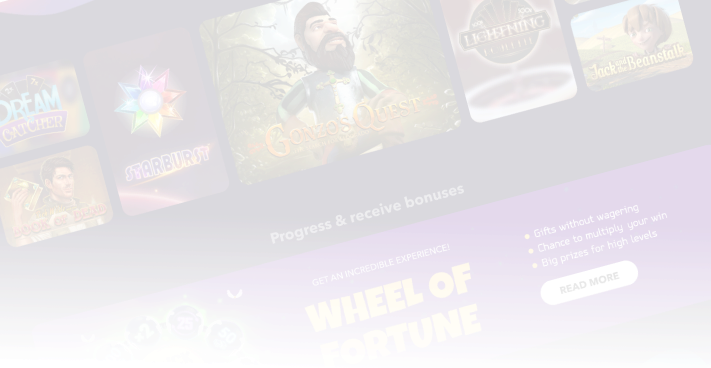 DREAM
CATCHER
STARBURST
GONZO'S QUEST
LIGHTNING
Jack and the Beanstalk
Progress & receive bonuses
GET AN INCREDIBLE EXPERIENCE!
WHEEL OF
FORTUNE
Gifts without wagering
Chance to multiply your win
Big prizes for high levels
READ MORE